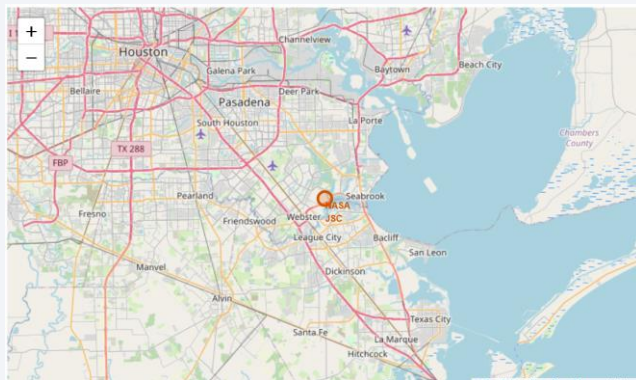 +
−
Houston
Channelview
Beach City
Galena Park
Baytown
Bellaire
Deer Park
Pasadena
La Porte
South Houston
Chambers
County
TX 288
FBP
Pearland
Seabrook
NASA
JSC
Fresno
Friendswood
Webster
League City
Bacliff
San Leon
Manvel
Dickinson
Alvin
Texas City
Santa Fe
La Marque
Hitchcock